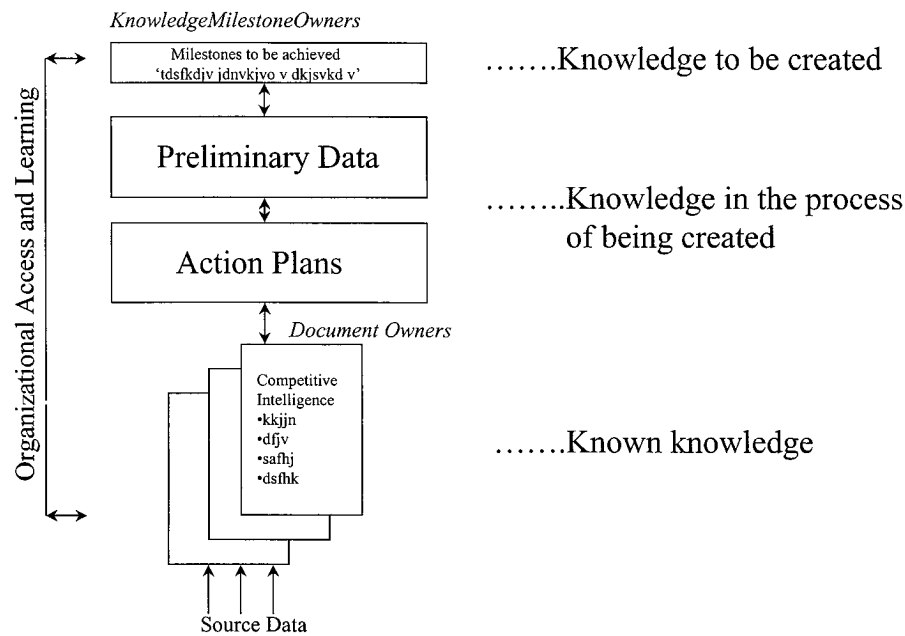 KnowledgeMilestoneOwners
Milestones to be achieved
‘tdsfkdjv jdnvkjvo v dkjsvkd v’
.......Knowledge to be created
Preliminary Data
........Knowledge in the process
of being created
Action Plans
Document Owners
Competitive
Intelligence
•kkjjn
•dfjv
•safhj
•dsfhk
.......Known knowledge
Source Data
Organizational Access and Learning